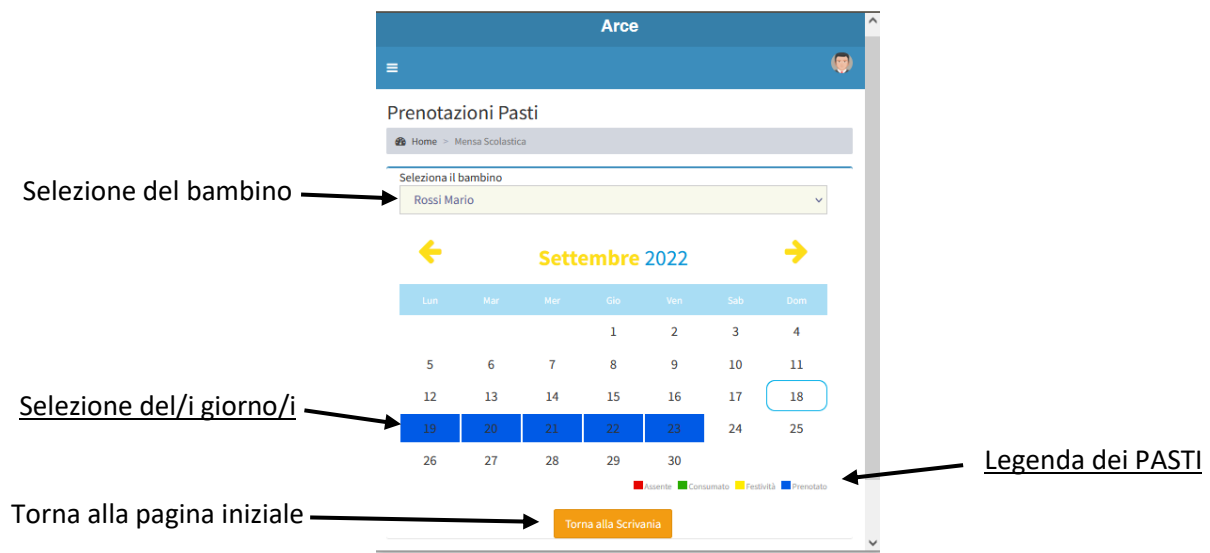 Arce
Prenotazioni Pasti
Home > Mensa Scolastica
Selezione del bambino
Seleziona il bambino
Rossi Mario
Settembre 2022
Lun Mar Mer Gio Ven Sab Dom
1 2 3 4
5 6 7 8 9 10 11
12 13 14 15 16 17 18
Selezione del/i giorno/i
19 20 21 22 23 24 25
26 27 28 29 30
Legenda dei PASTI
Assente Consumato Festività Prenotato
Torna alla pagina iniziale
Torna alla Scrivania